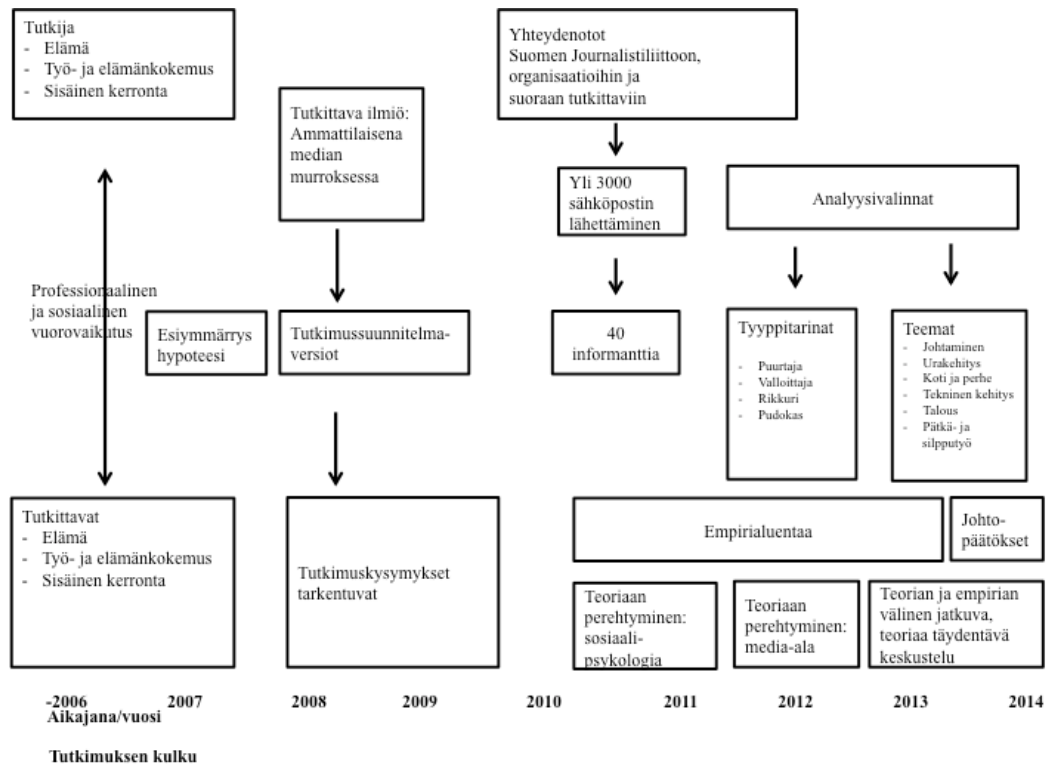 Tutkija
- Elämä
- Työ- ja elämänkokemus
- Sisäinen kerronta
Professionaalinen
ja sosiaalinen
vuorovaikutus
Tutkittavat
- Elämä
- Työ- ja elämänkokemus
- Sisäinen kerronta
Esiymmärrys
hypoteesi
Tutkittava ilmiö:
Ammattilaisena
median
murroksessa
Tutkimussuunnitelma-
versiot
Tutkimuskysymykset
tarkentuvat
Yhteydenotot
Suomen Journalistiliittoon,
organisaatioihin ja
suoraan tutkittaviin
Yli 3000
sähköpostin
lähettäminen
40
informanttia
Analyysivalinnat
Tyyppitarinat
- Puurtaja
- Valloittaja
- Rikkuri
- Pudokas
Teemat
- Johtaminen
- Urakehitys
- Koti ja perhe
- Tekninen kehitys
- Talous
- Pätkä- ja
silpputyö
Empirialuentaa
Johto-
päätökset
Teoriaan
perehtyminen:
sosiaali-
psykologia
Teoriaan
perehtyminen:
media-ala
Teorian ja empirian
välinen jatkuva,
teoriaa täydentävä
keskustelu
-2006 2007 2008 2009 2010 2011 2012 2013 2014
Aikajana/vuosi
Tutkimuksen kulku